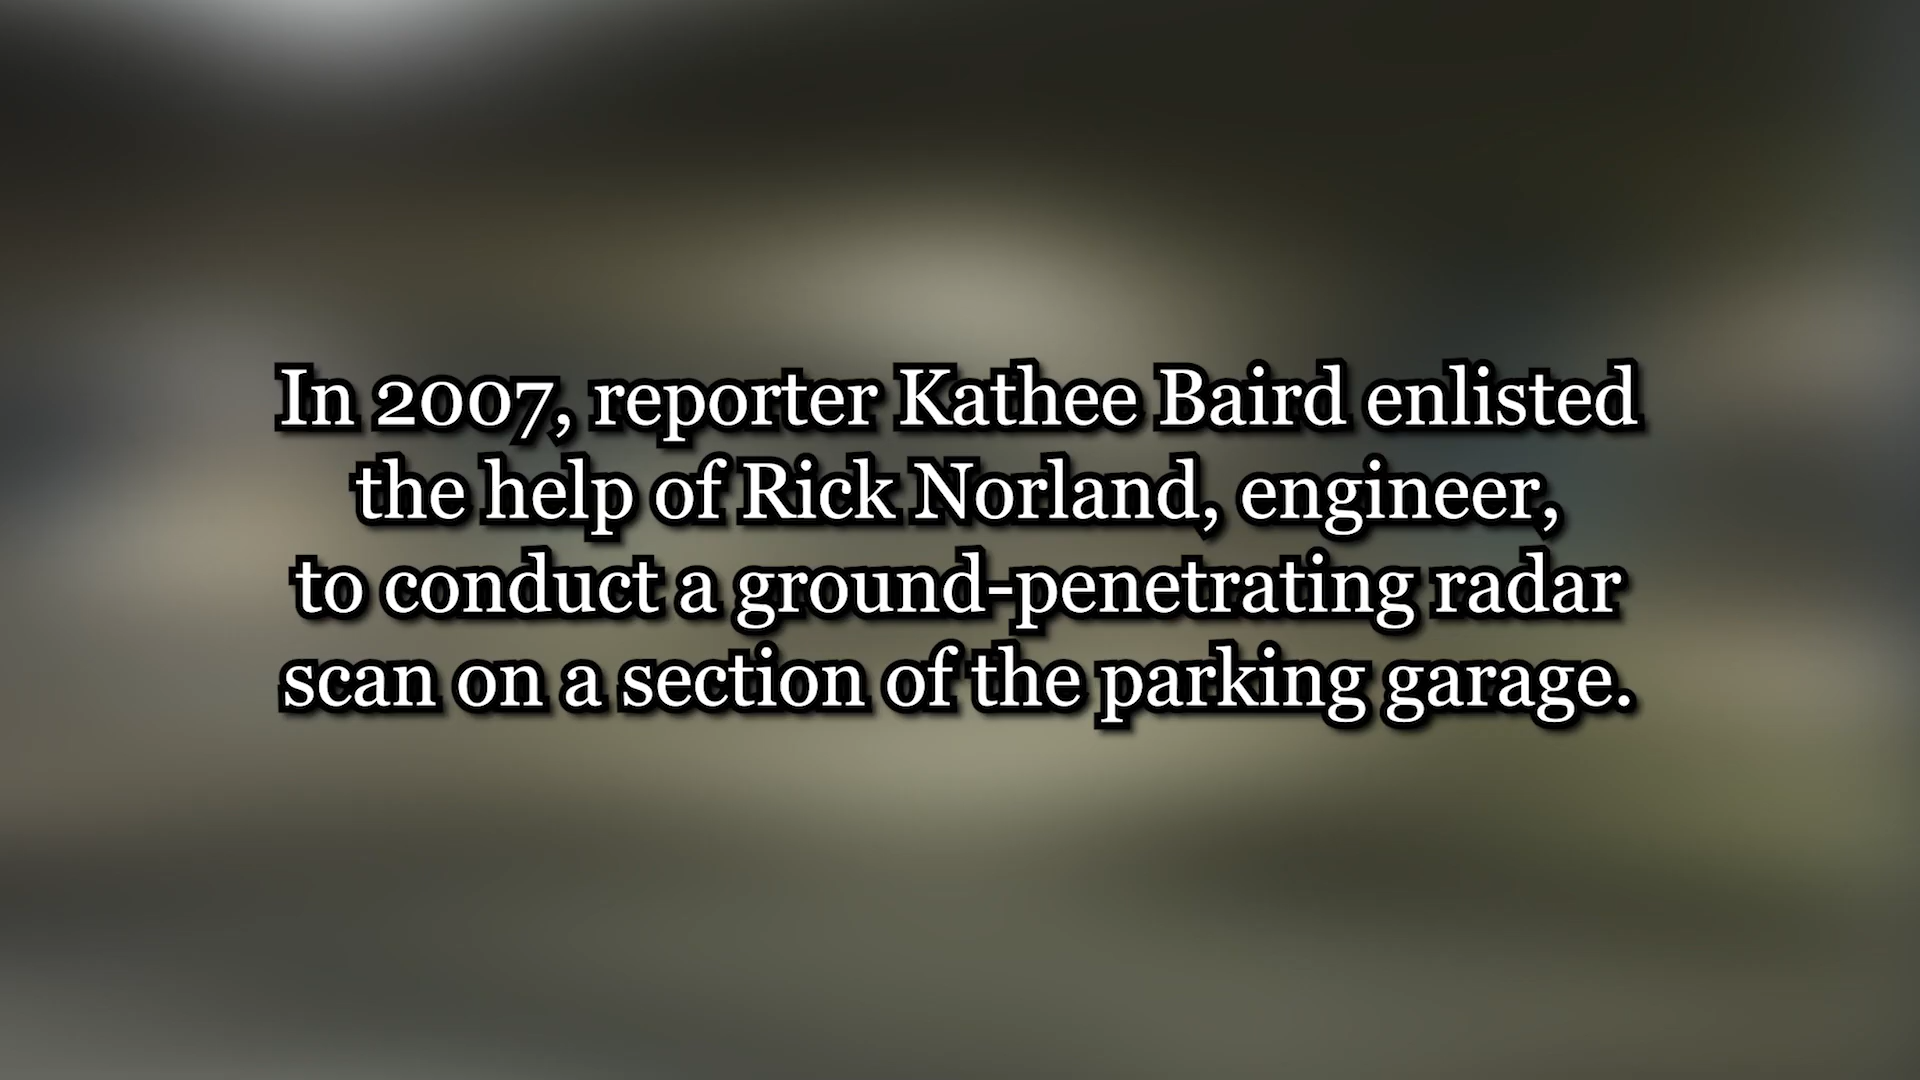 In 2007, reporter Kathee Baird enlisted
the help of Rick Norland, engineer,
to conduct a ground-penetrating radar
scan on a section of the parking garage.